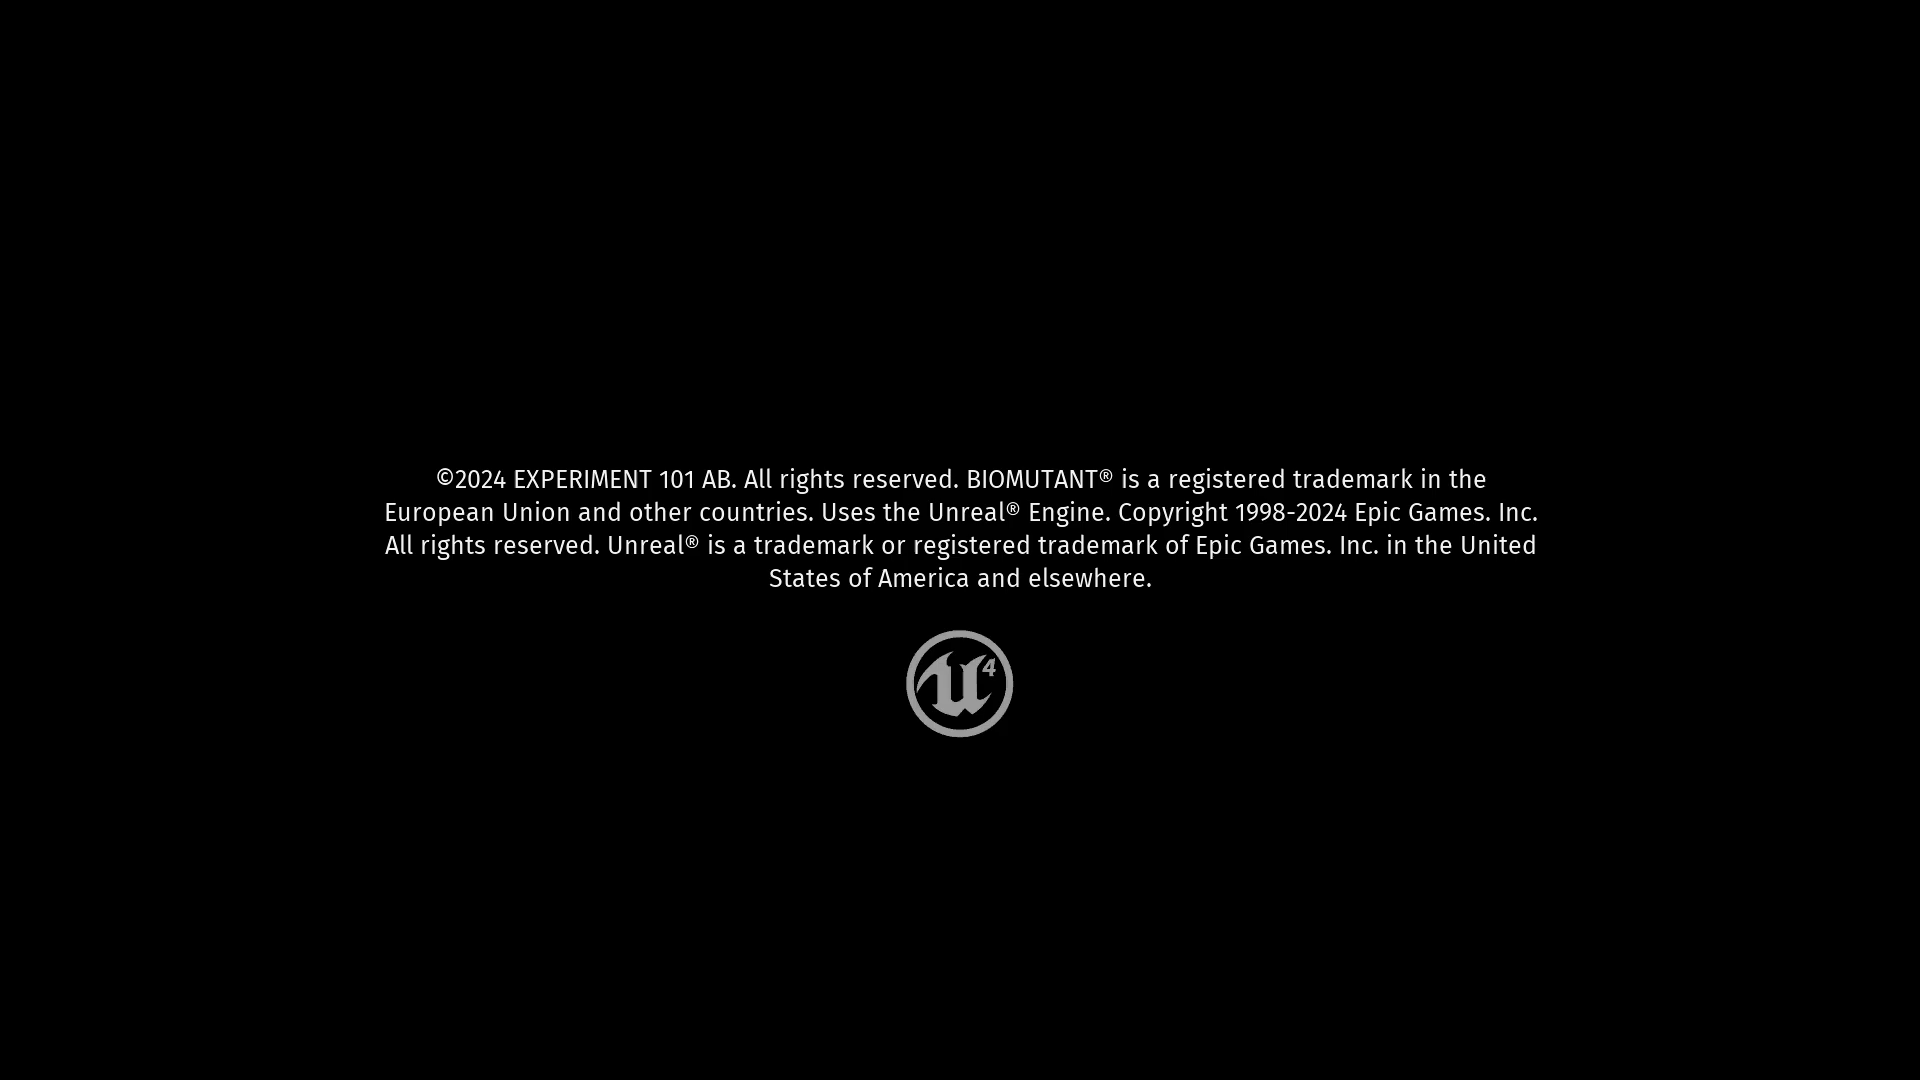 ©2024 EXPERIMENT 101 AB. All rights reserved. BIOMUTANT® is a registered trademark in the
European Union and other countries. Uses the Unreal® Engine. Copyright 1998-2024 Epic Games. Inc.
All rights reserved. Unreal® is a trademark or registered trademark of Epic Games. Inc. in the United
States of America and elsewhere.
u4